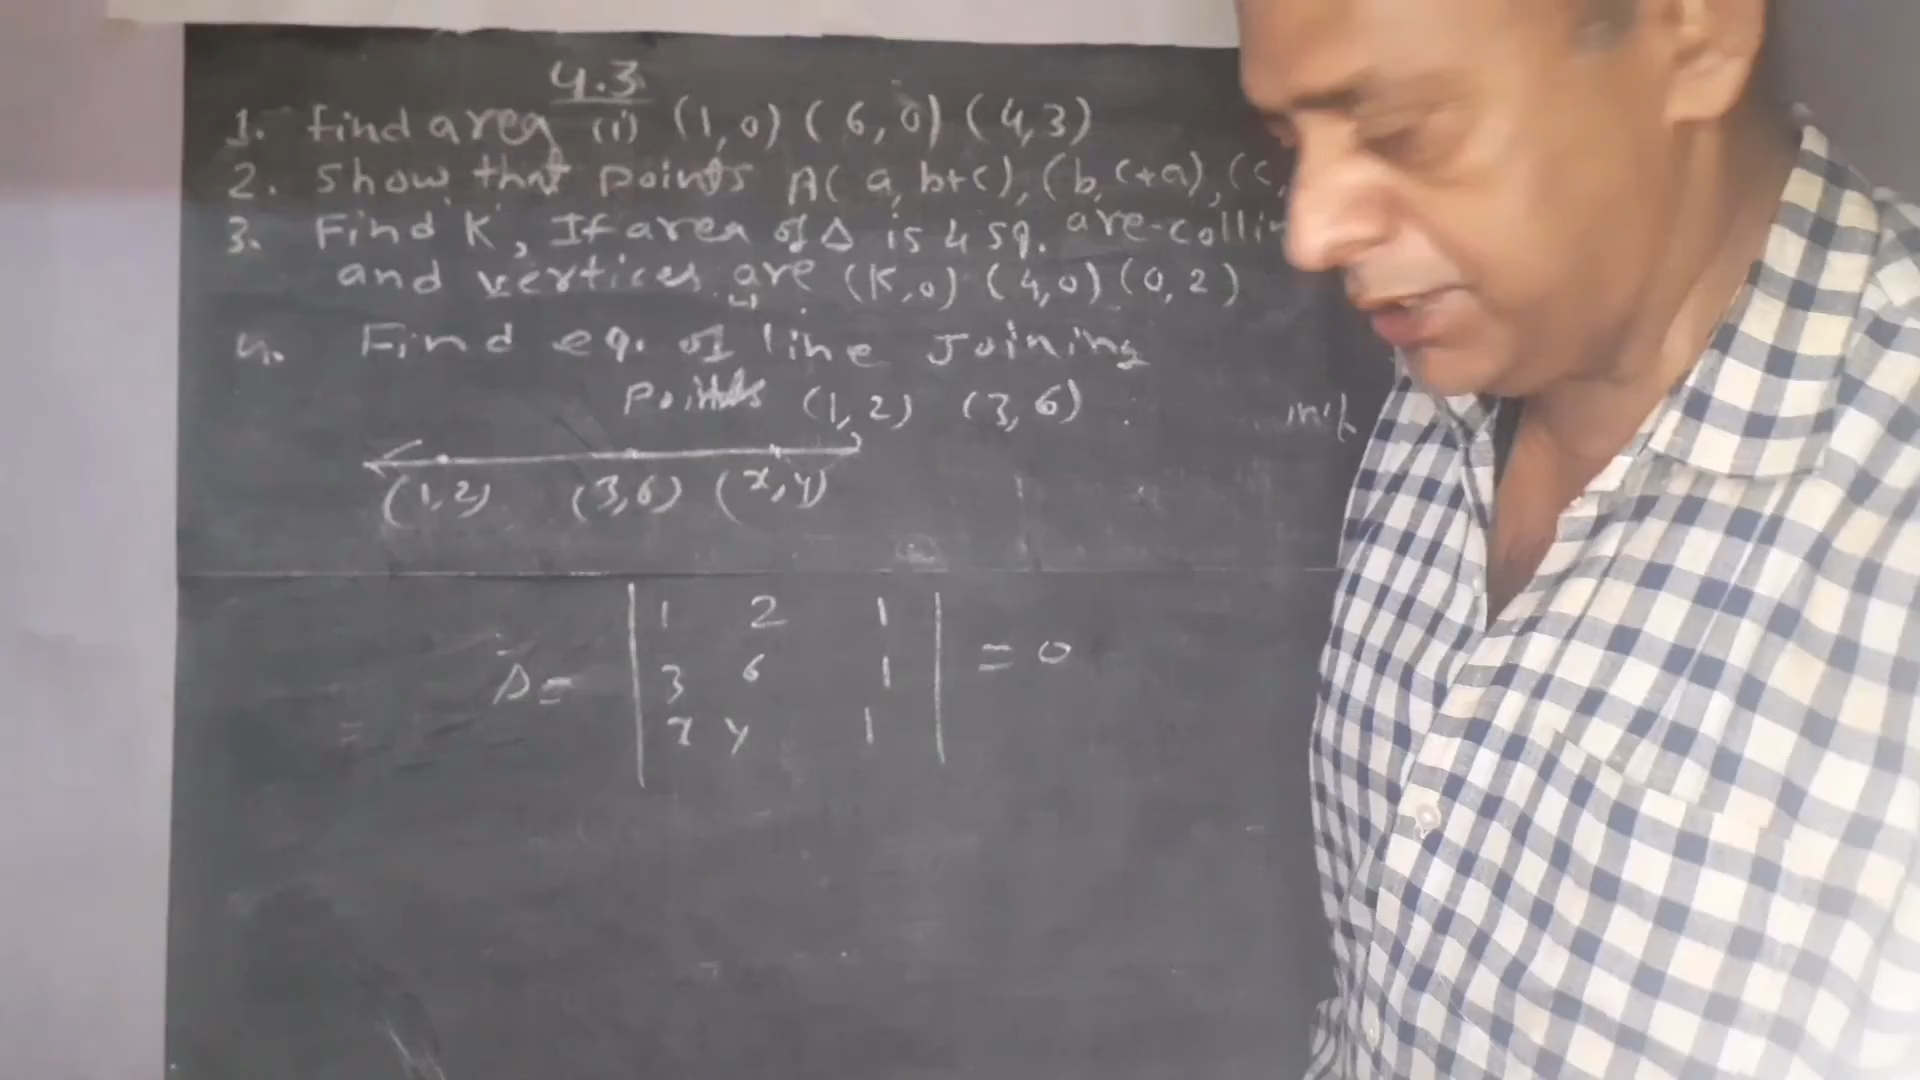 4.3
1. find area (i) (1,0) (6,0) (4,3)
2. Show that points A(a, b+c), (b, c+a), (c,
3. Find K, If area of Δ is 4 sq. are-collin
and vertices are (K,0) (4,0) (0,2)
4. Find eq. of line Joining
points (1,2) (3,6)
(1,2) (3,6) (x,y)
Δ = | 1 2 1 |
| 3 6 1 | = 0
| x y 1 |